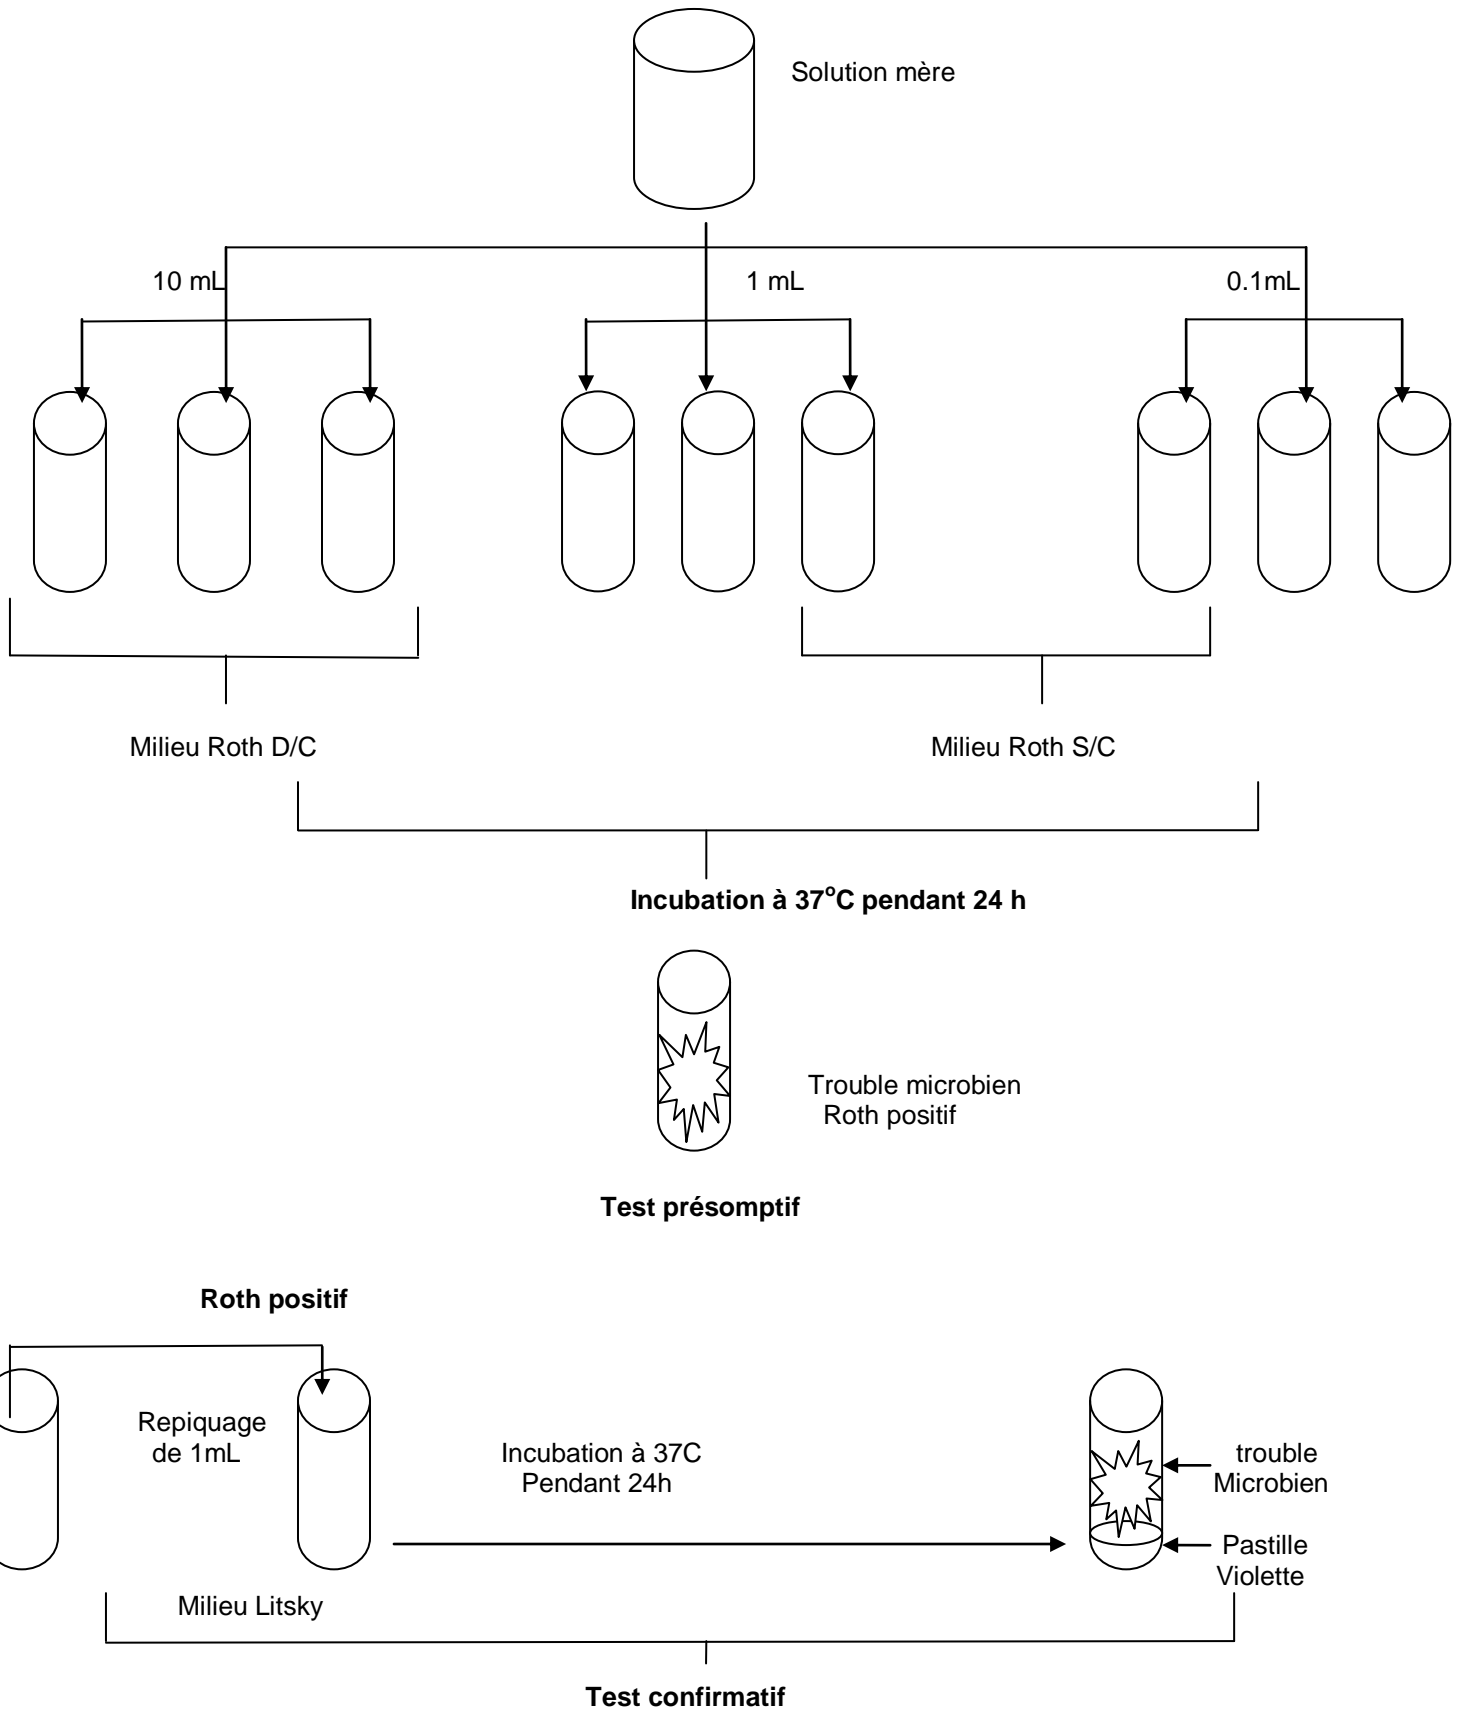 Solution mère
10 mL
1 mL
0.1mL
Milieu Roth D/C
Milieu Roth S/C
Incubation à 37°C pendant 24 h
Trouble microbien
Roth positif
Test présomptif
Roth positif
Repiquage
de 1mL
Incubation à 37C
Pendant 24h
trouble
Microbien
Pastille
Violette
Milieu Litsky
Test confirmatif